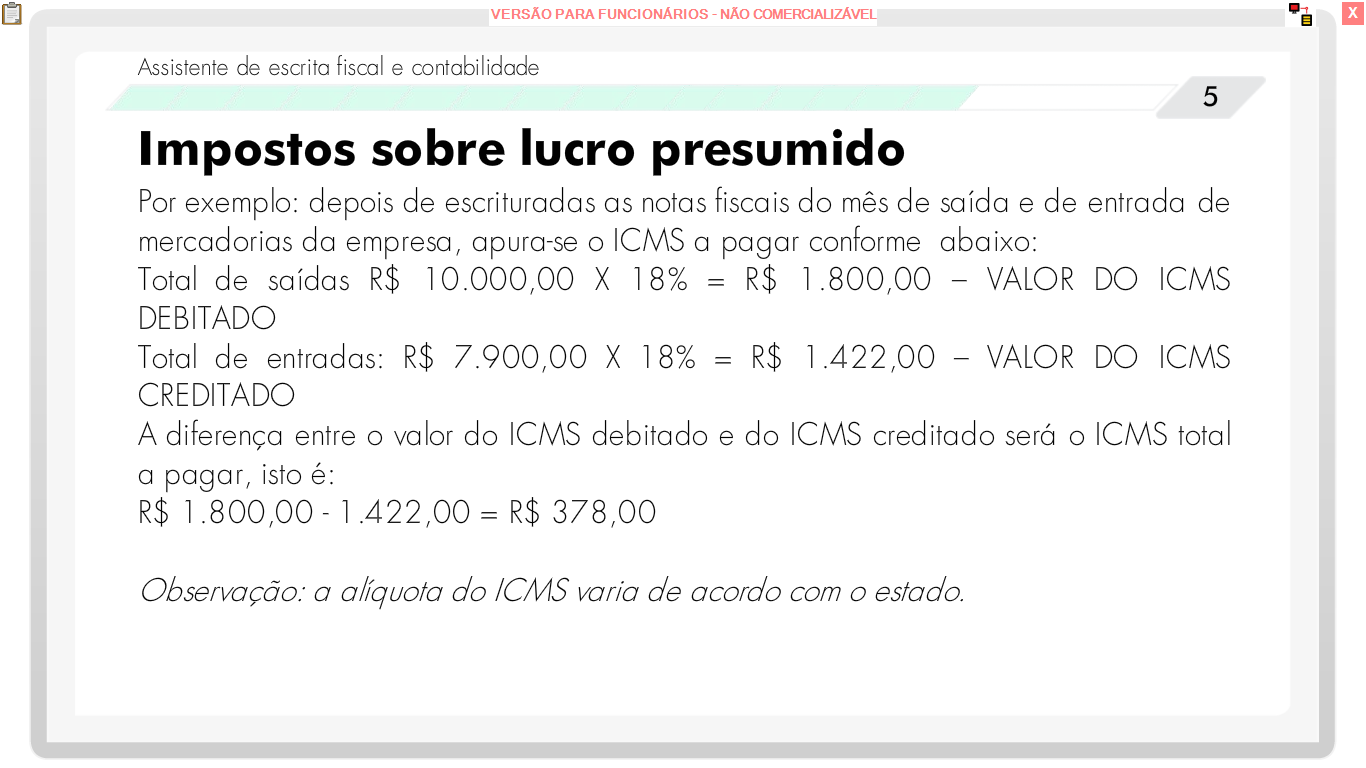 VERSÃO PARA FUNCIONÁRIOS - NÃO COMERCIALIZÁVEL
X
Assistente de escrita fiscal e contabilidade
5
Impostos sobre lucro presumido
Por exemplo: depois de escrituradas as notas fiscais do mês de saída e de entrada de
mercadorias da empresa, apura-se o ICMS a pagar conforme abaixo:
Total de saídas R$ 10.000,00 X 18% = R$ 1.800,00 – VALOR DO ICMS
DEBITADO
Total de entradas: R$ 7.900,00 X 18% = R$ 1.422,00 – VALOR DO ICMS
CREDITADO
A diferença entre o valor do ICMS debitado e do ICMS creditado será o ICMS total
a pagar, isto é:
R$ 1.800,00 - 1.422,00 = R$ 378,00
Observação: a alíquota do ICMS varia de acordo com o estado.